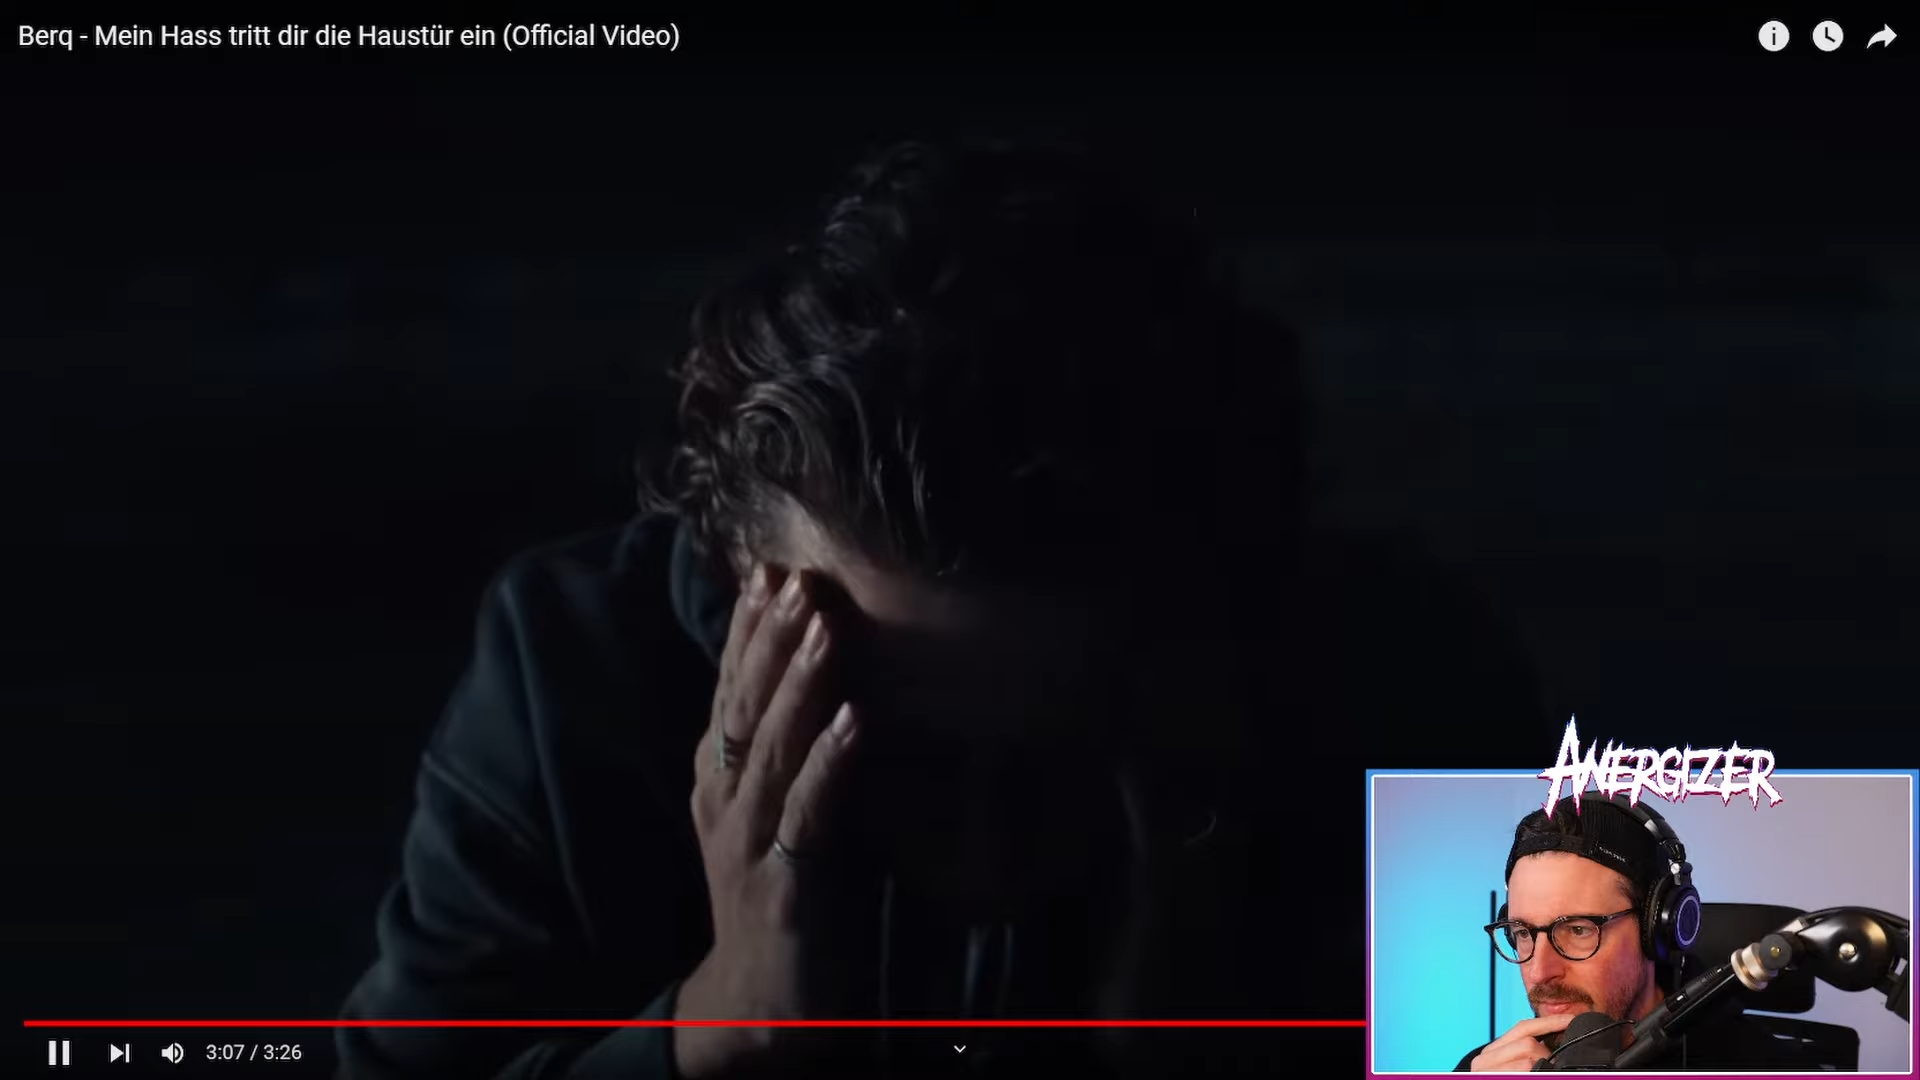 Berq - Mein Hass tritt dir die Haustür ein (Official Video)
ANERGIZER
3:07 / 3:26